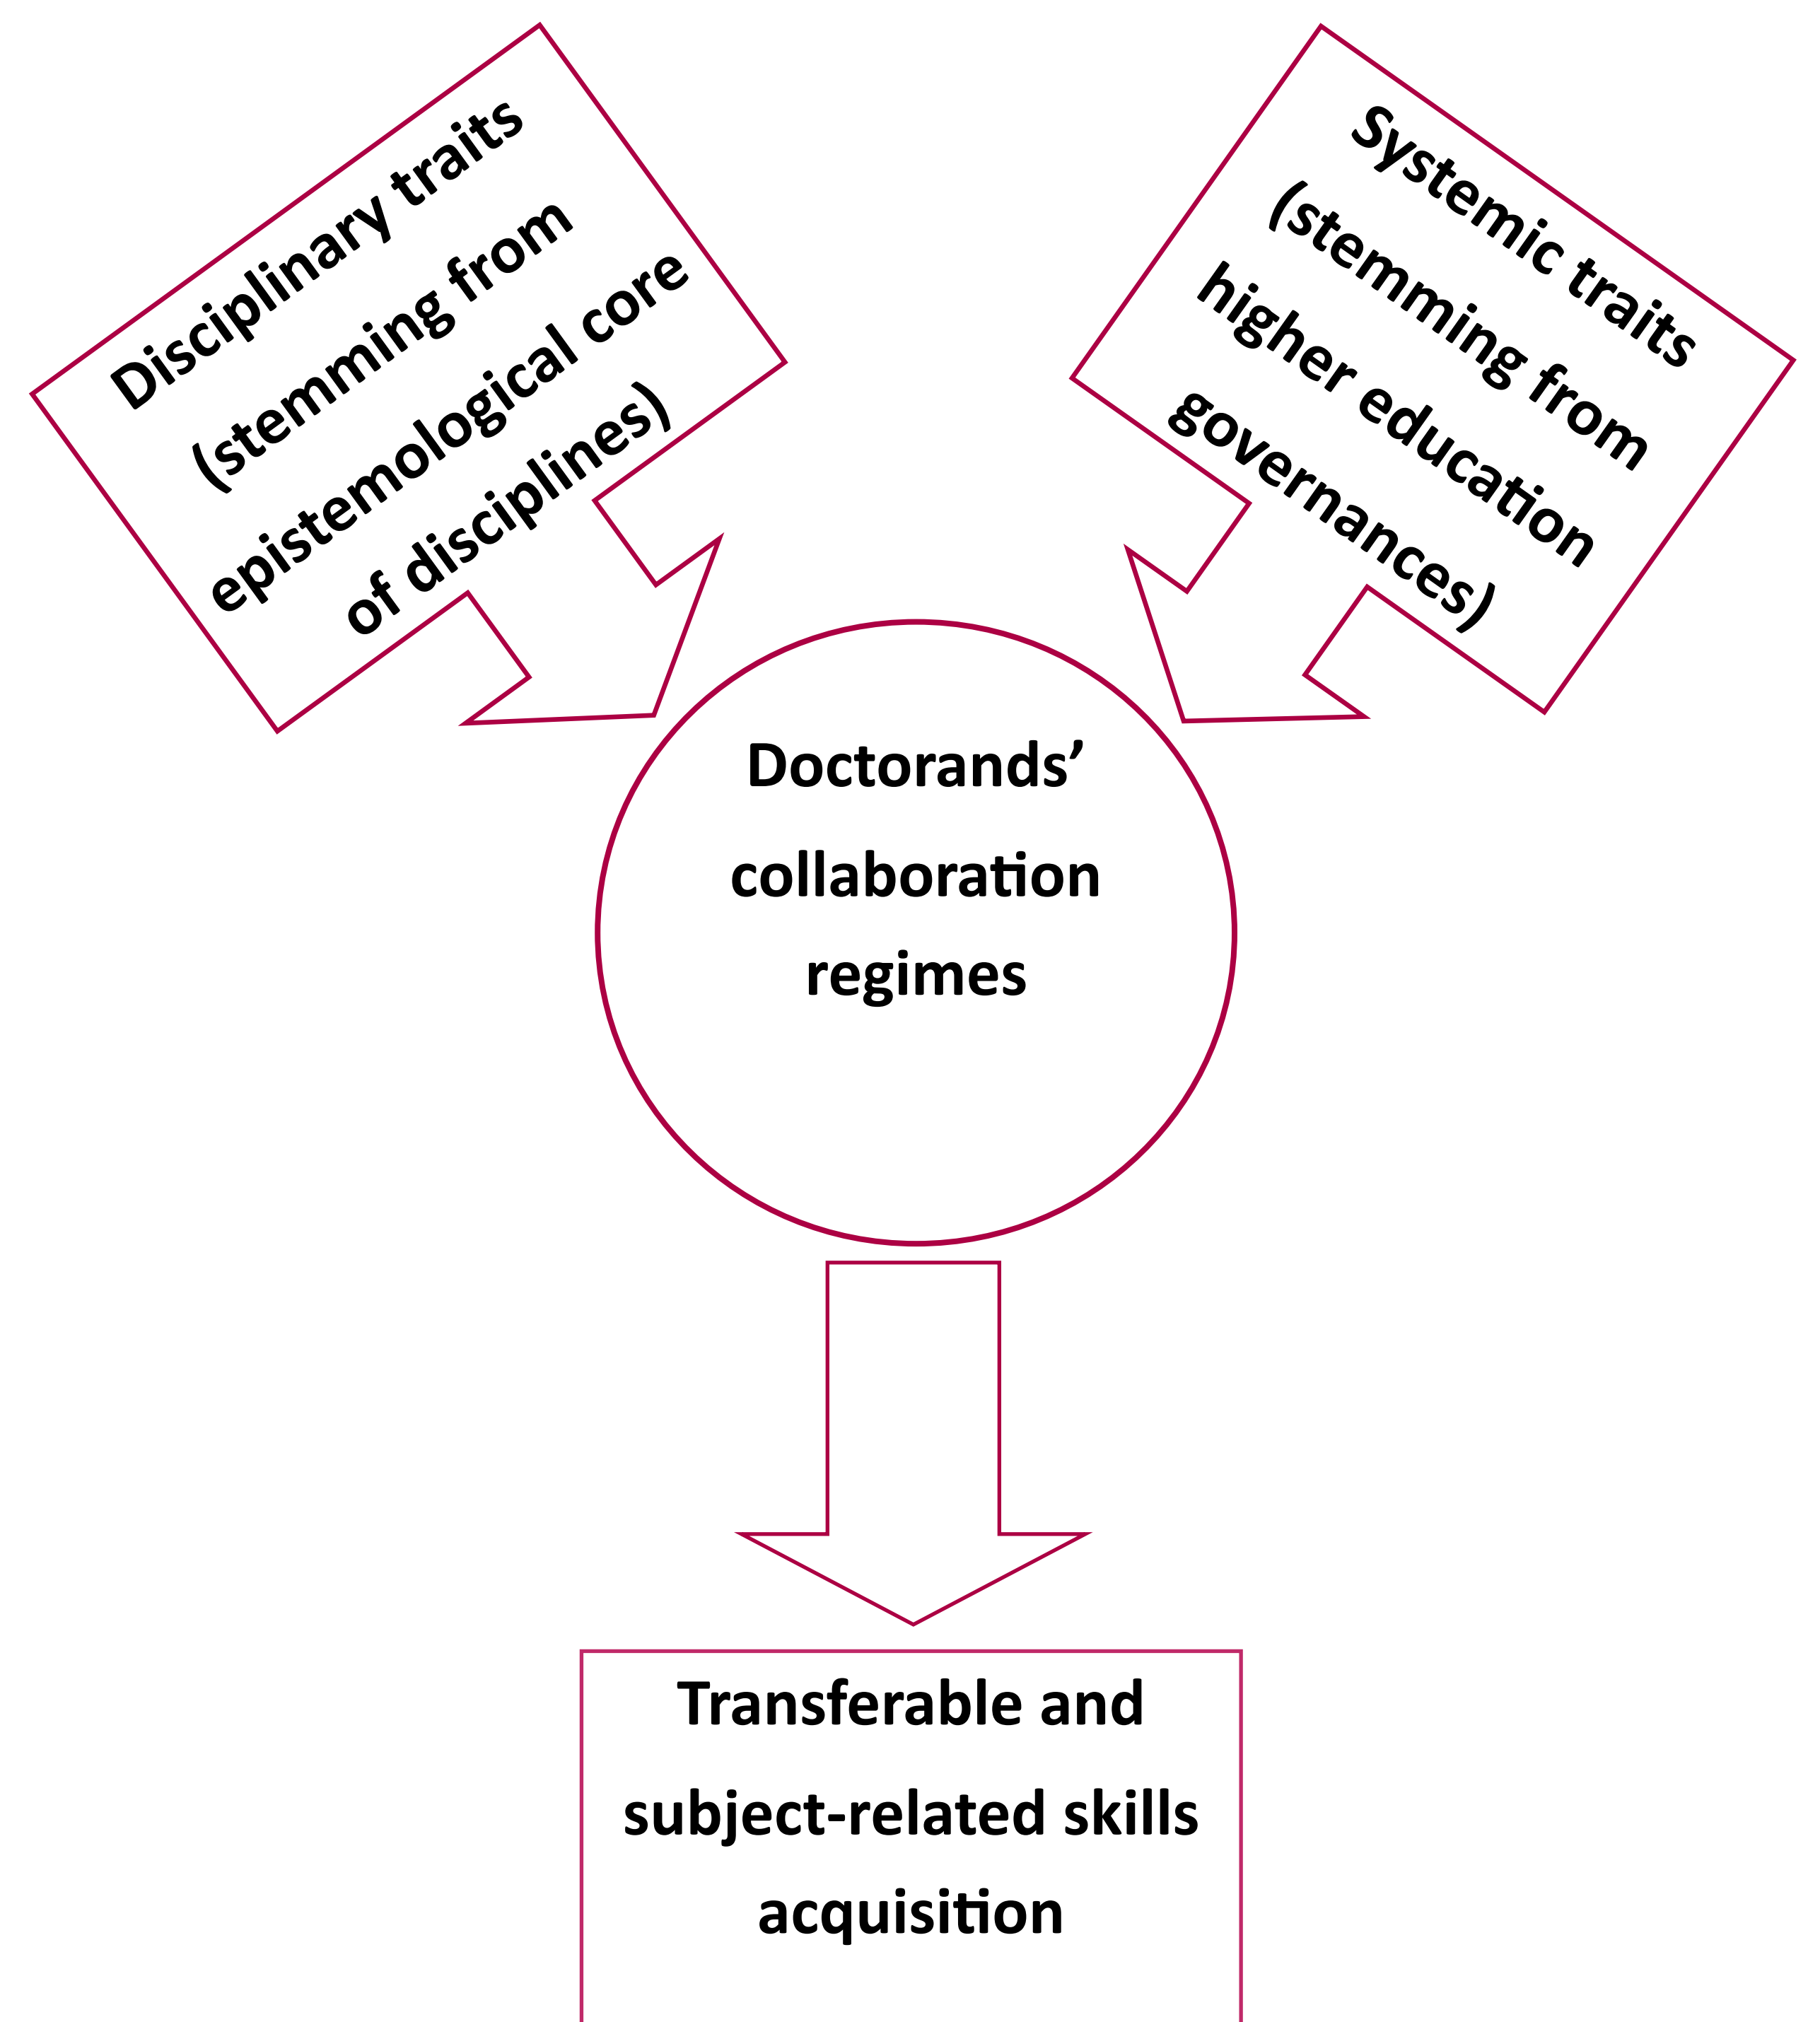 Disciplinary traits
(stemming from
epistemological core
of disciplines)
Systemic traits
(stemming from
higher education
governances)
Doctorands’
collaboration
regimes
Transferable and
subject-related skills
acquisition